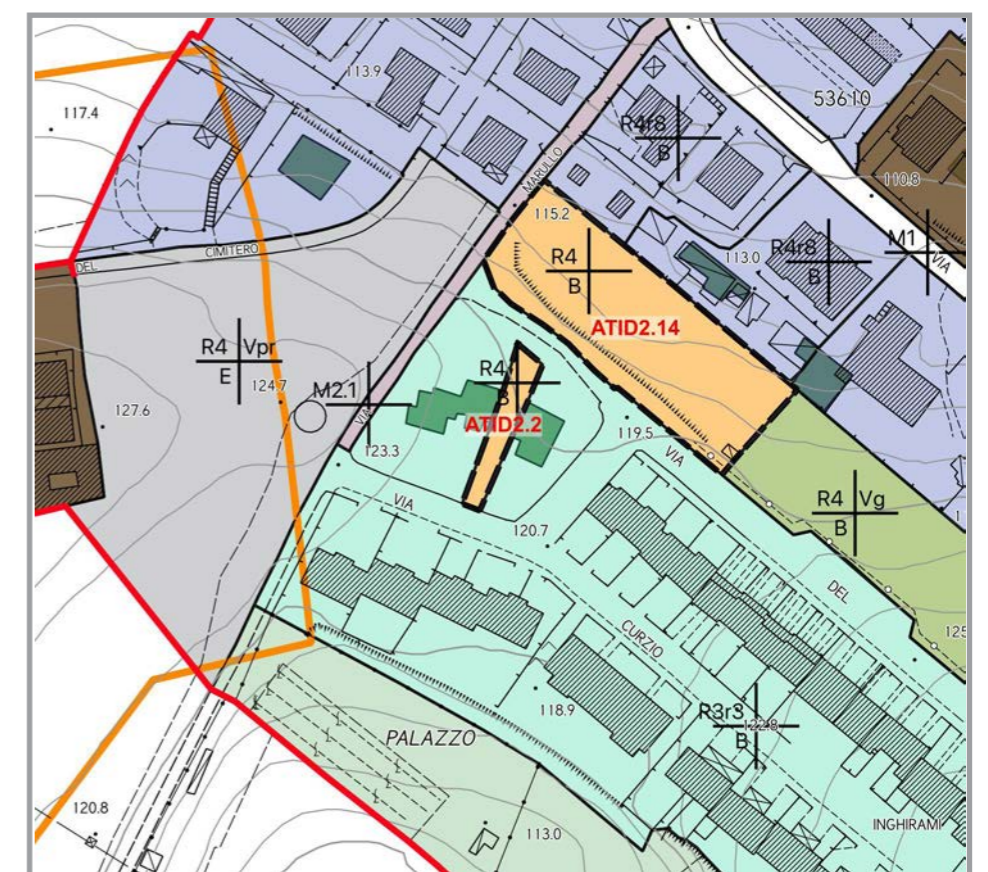 113.9
117.4
53610
R4r8
B
110.8
MARULLO
115.2
DEL
CIMITERO
R4
B
113.0
R4r8
B
M1
VIA
ATID2.14
R4 Vpr
E
124.7
M2.1
R4
B
127.6
VIA
ATID2.2
119.5
VIA
123.3
VIA
120.7
R4 Vg
B
DEL
125
CURZIO
118.9
R3r3
122.8
B
PALAZZO
120.8
113.0
INGHIRAMI